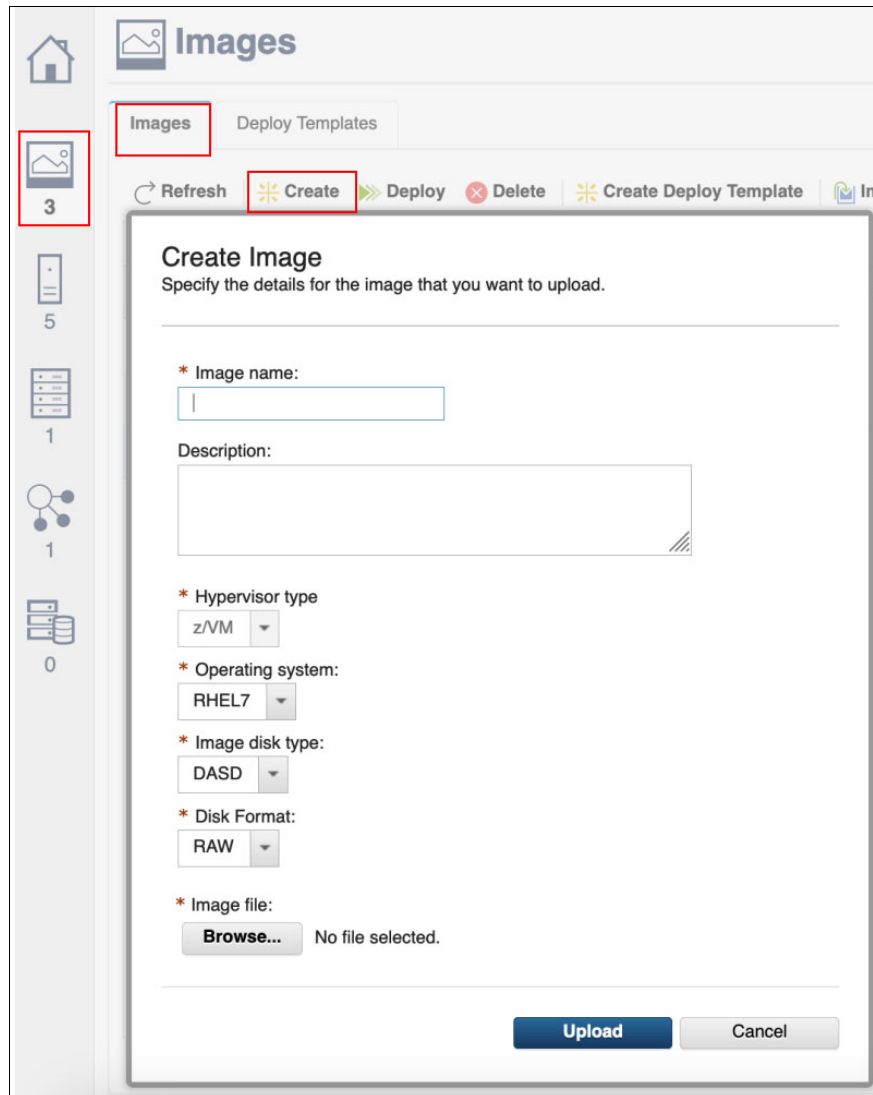 Images
Images Deploy Templates
3
Refresh Create Deploy Delete Create Deploy Template
5
1
1
0
Create Image
Specify the details for the image that you want to upload.
* Image name:
Description:
* Hypervisor type
z/VM
* Operating system:
RHEL7
* Image disk type:
DASD
* Disk Format:
RAW
* Image file:
Browse... No file selected.
Upload Cancel